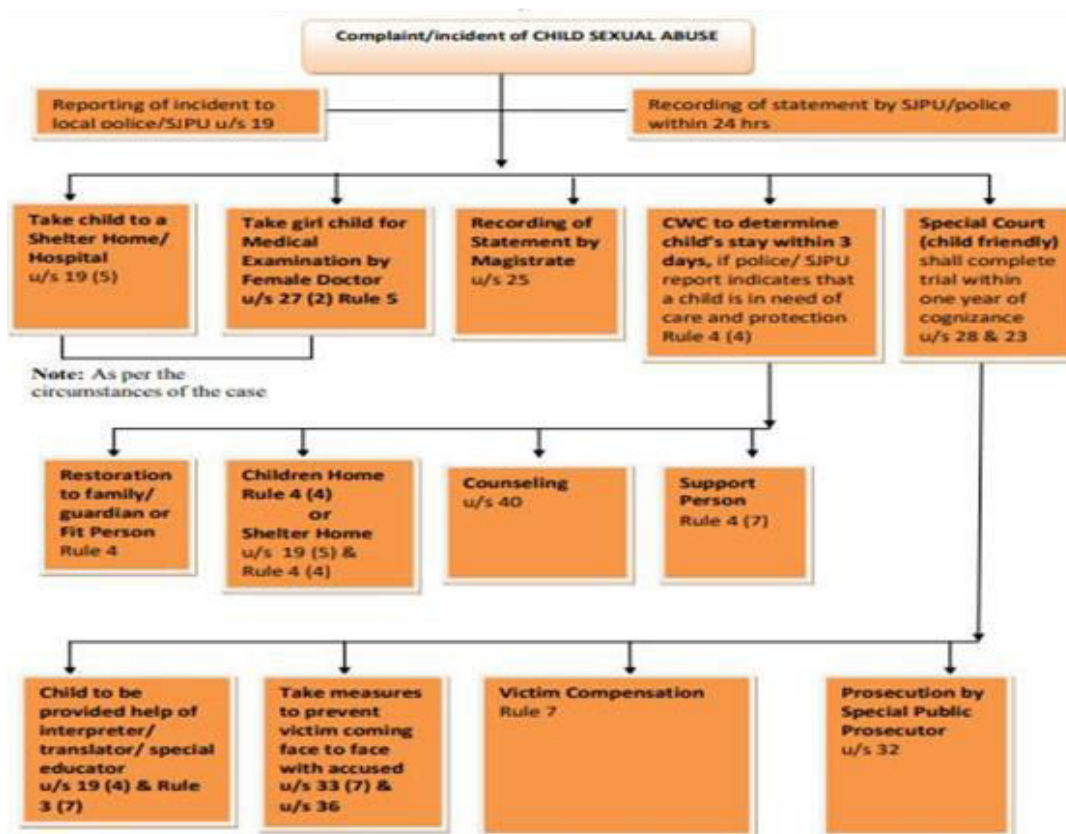 Complaint/incident of CHILD SEXUAL ABUSE
Reporting of incident to
local police/SJPU u/s 19
Recording of statement by SJPU/police
within 24 hrs
Take child to a
Shelter Home/
Hospital
u/s 19 (5)
Take girl child for
Medical
Examination by
Female Doctor
u/s 27 (2) Rule 5
Recording of
Statement by
Magistrate
u/s 25
CWC to determine
child's stay within 3
days, if police/ SJPU
report indicates that
a child is in need of
care and protection
Rule 4 (4)
Special Court
(child friendly)
shall complete
trial within
one year of
cognizance
u/s 28 & 23
Note: As per the
circumstances of the case
Restoration
to family/
guardian or
Fit Person
Rule 4
Children Home
Rule 4 (4)
or
Shelter Home
u/s 19 (5) &
Rule 4 (4)
Counseling
u/s 40
Support
Person
Rule 4 (7)
Child to be
provided help of
interpreter/
translator/ special
educator
u/s 19 (4) & Rule
3 (7)
Take measures
to prevent
victim coming
face to face
with accused
u/s 33 (7) &
u/s 36
Victim Compensation
Rule 7
Prosecution by
Special Public
Prosecutor
u/s 32